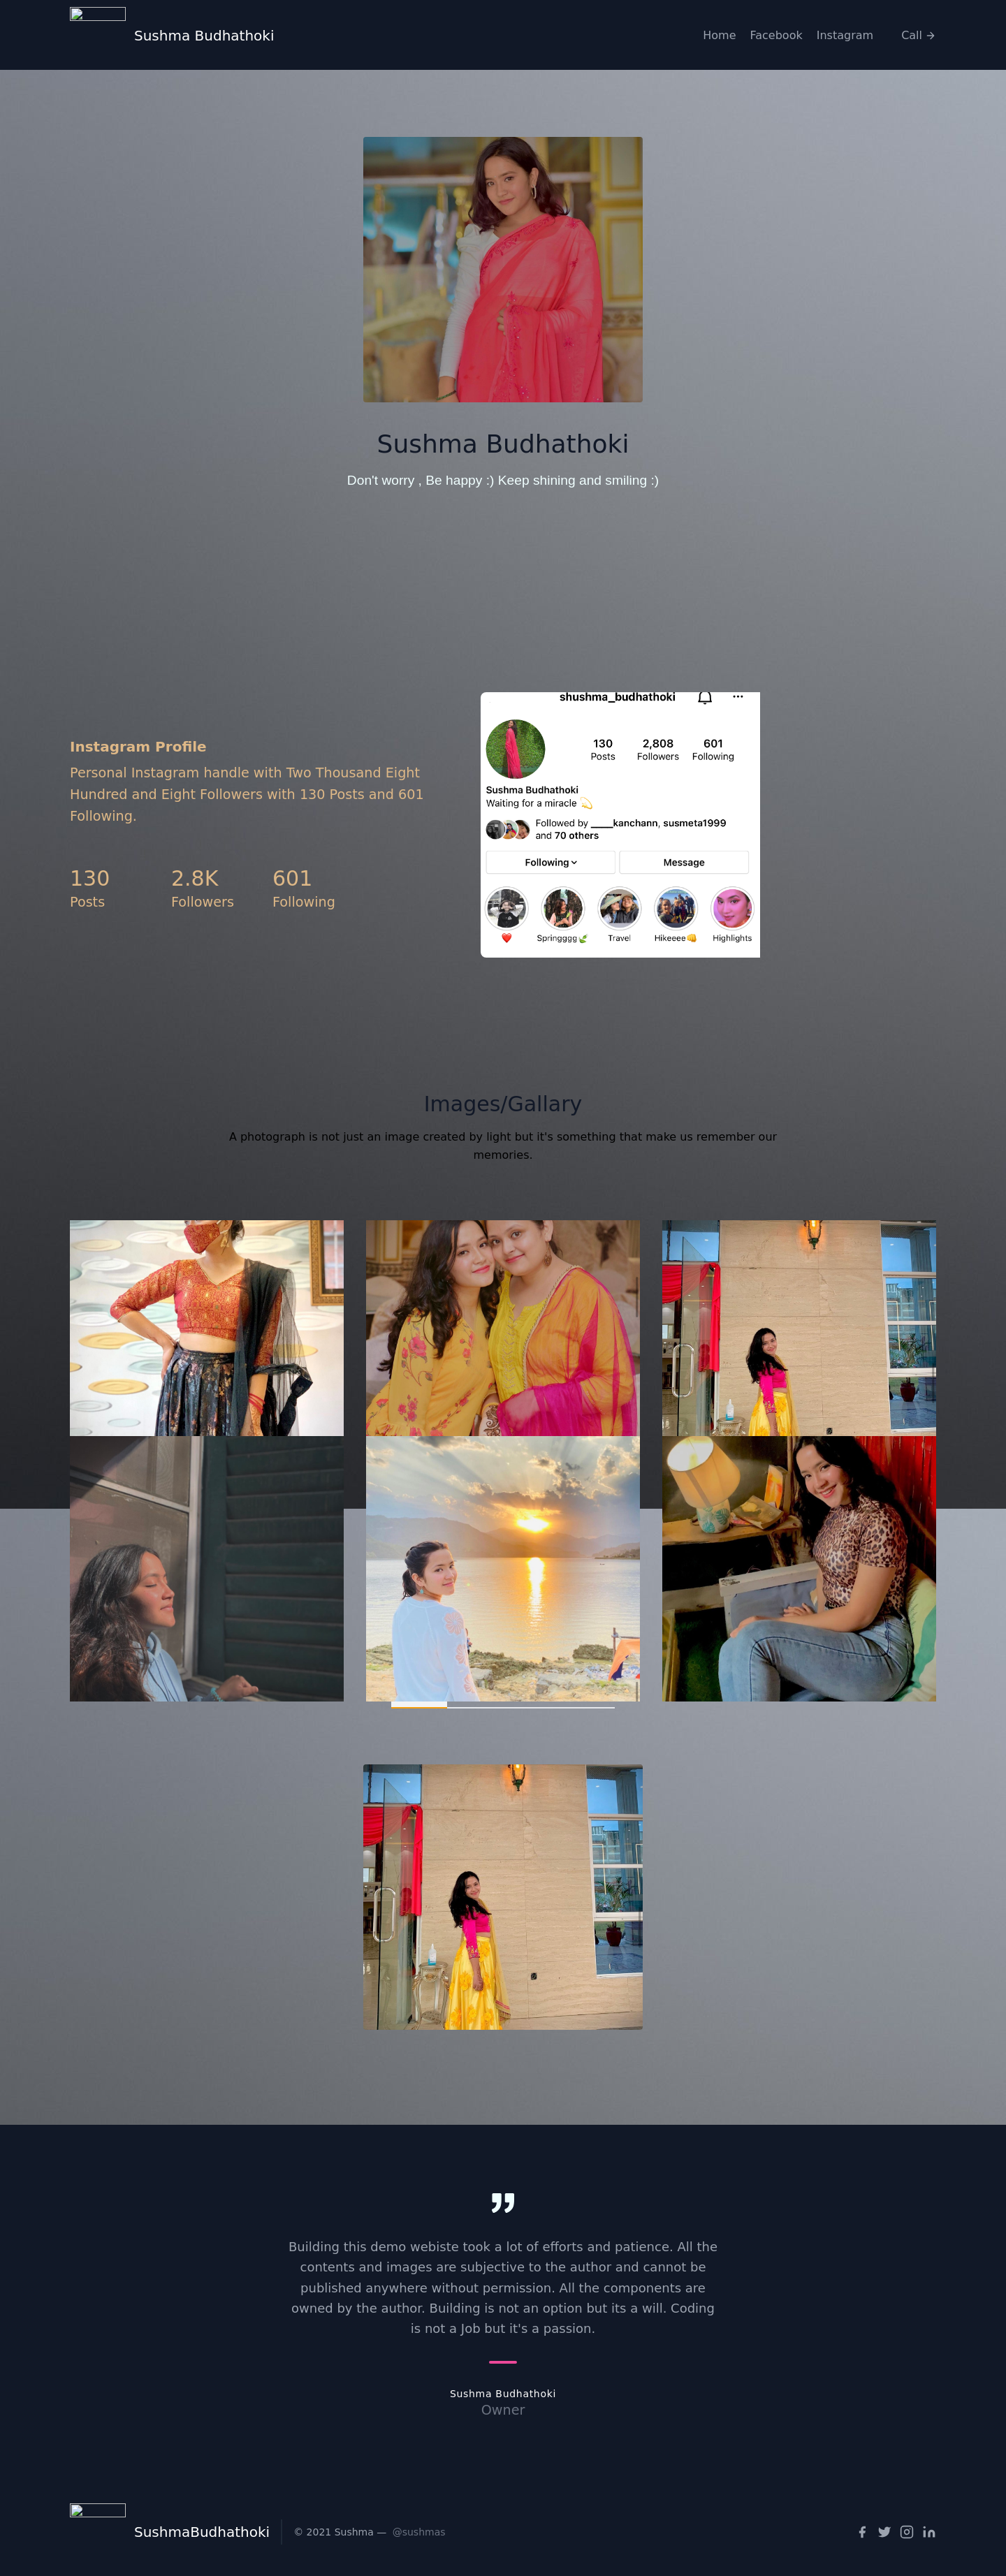 Sushma Budhathoki
Home Facebook Instagram Call →
Sushma Budhathoki
Don't worry , Be happy :) Keep shining and smiling :)
Instagram Profile
Personal Instagram handle with Two Thousand Eight
Hundred and Eight Followers with 130 Posts and 601
Following.
130 2.8K 601
Posts Followers Following
shushma_budhathoki
130 2,808 601
Posts Followers Following
Sushma Budhathoki
Waiting for a miracle 💫
Followed by ____kanchann, susmeta1999
and 70 others
Following Message
❤️ Springggg🌿 Travel Hikeeee👊 Highlights
Images/Gallary
A photograph is not just an image created by light but it's something that make us remember our
memories.
Building this demo webiste took a lot of efforts and patience. All the
contents and images are subjective to the author and cannot be
published anywhere without permission. All the components are
owned by the author. Building is not an option but its a will. Coding
is not a Job but it's a passion.
Sushma Budhathoki
Owner
SushmaBudhathoki © 2021 Sushma — @sushmas